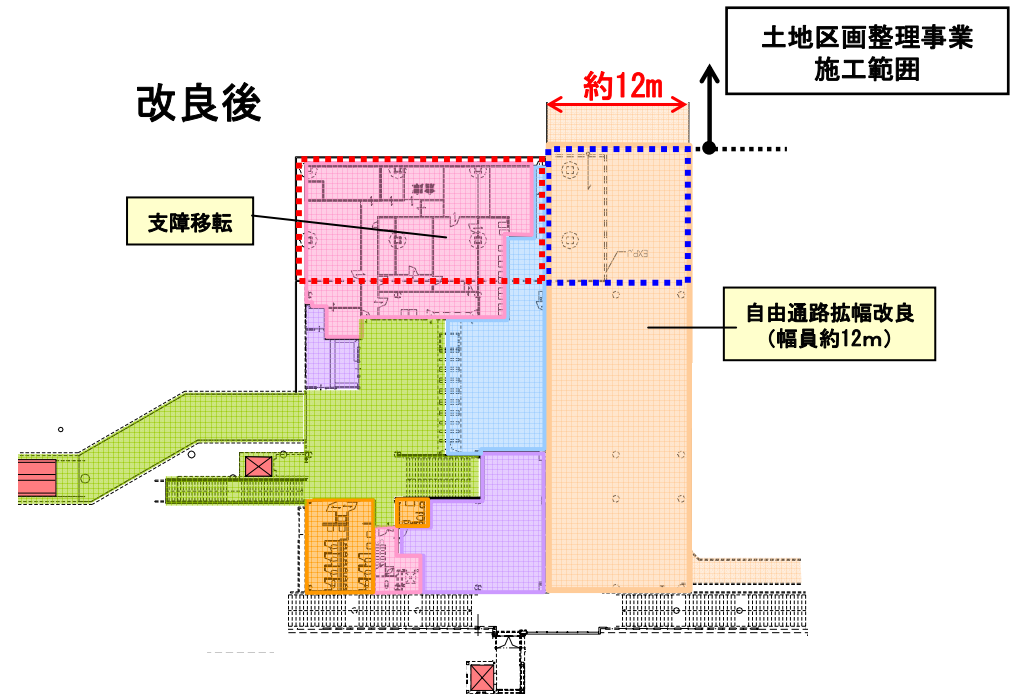 土地区画整理事業
施工範囲
改良後
約12m
支障移転
自由通路拡幅改良
（幅員約12ｍ）